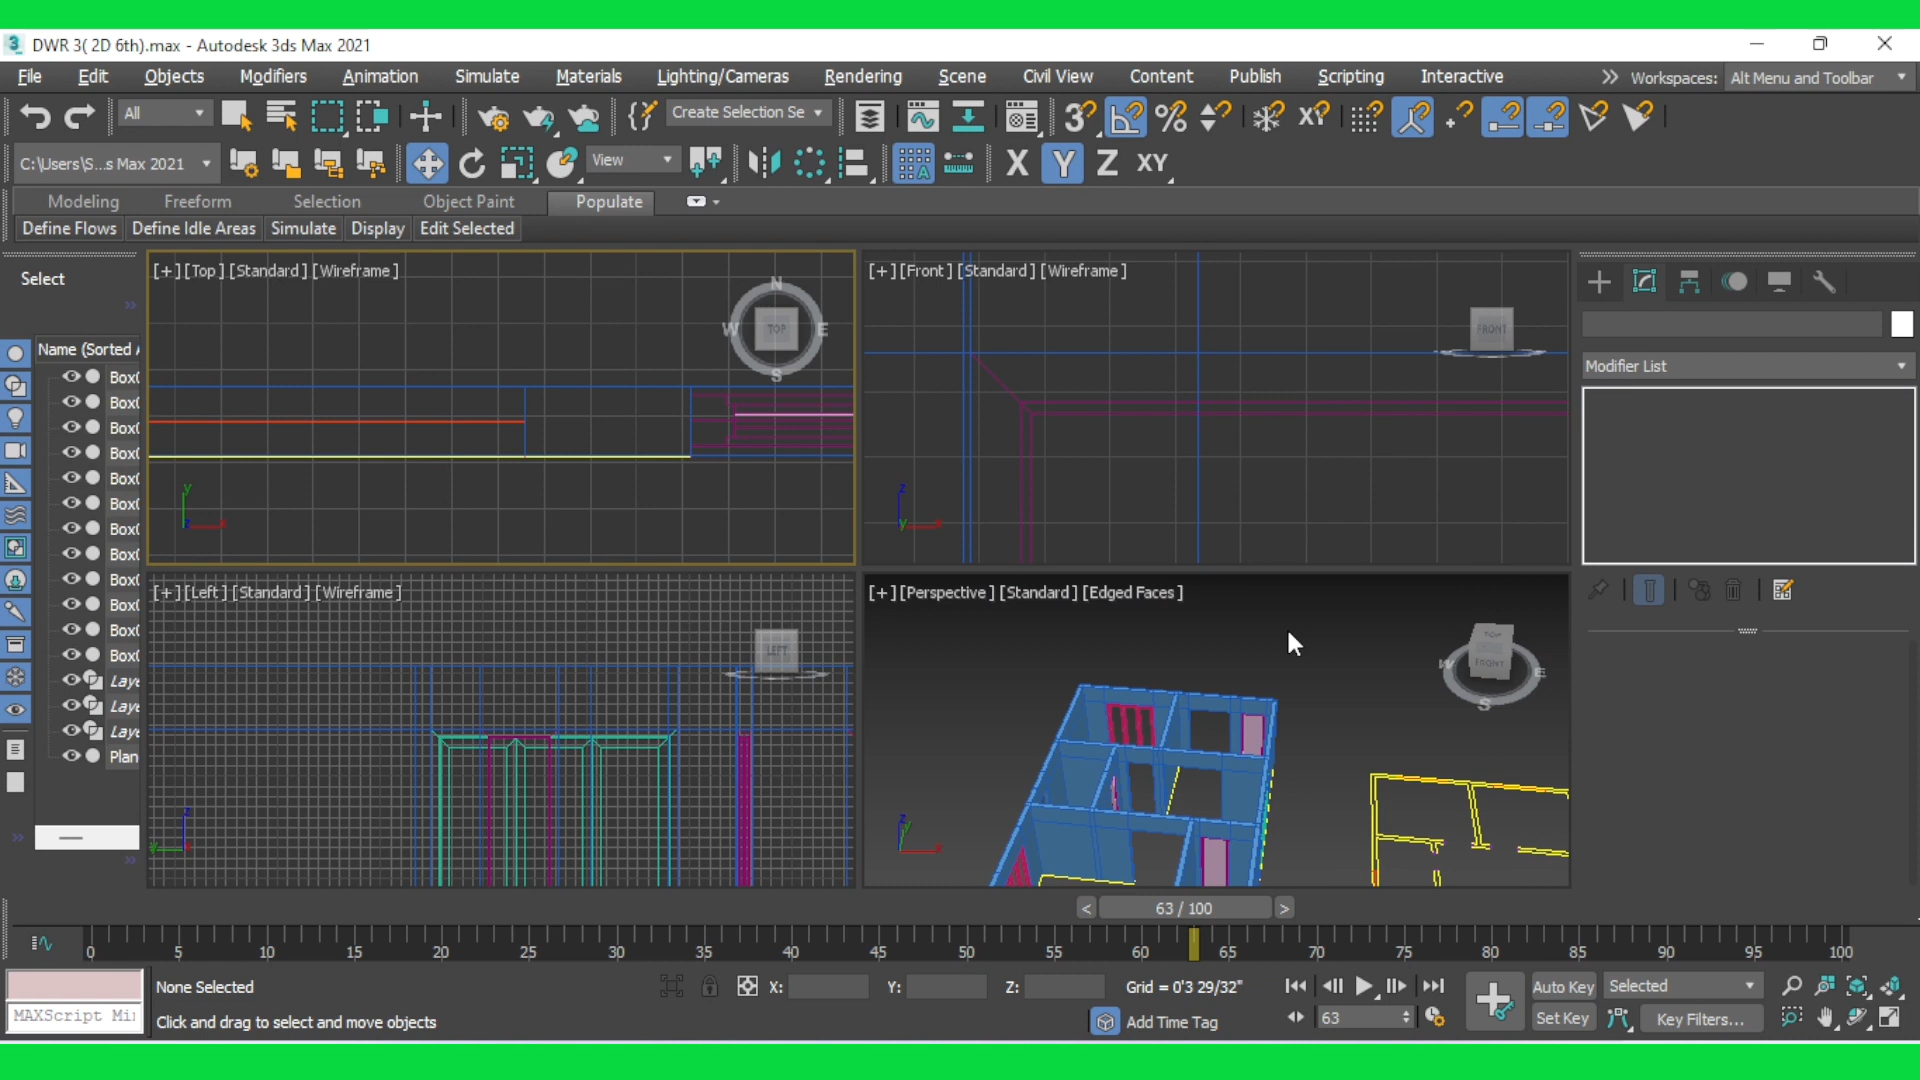 DWR 3( 2D 6th).max - Autodesk 3ds Max 2021
File Edit Objects Modifiers Animation Simulate Materials Lighting/Cameras Rendering Scene Civil View Content Publish Scripting Interactive Workspaces: Alt Menu and Toolbar
All Create Selection Se
C:\Users\S...s Max 2021 View X Y Z XY
Modeling Freeform Selection Object Paint Populate
Define Flows Define Idle Areas Simulate Display Edit Selected
Select
[+] [Top] [Standard] [Wireframe]
N
W TOP E
S
[+] [Front] [Standard] [Wireframe]
FRONT
Modifier List
Name (Sorted
Box
Box
Box
Box
Box
Box
Box
Box
Box
Box
Box
Box
Laye
Laye
Laye
Plan
y
x
z
y x
[+] [Left] [Standard] [Wireframe]
LEFT
z
y
[+] [Perspective] [Standard] [Edged Faces]
TOP
W FRONT E
S
z
y
x
< 63 / 100 >
0 5 10 15 20 25 30 35 40 45 50 55 60 65 70 75 80 85 90 95 100
None Selected X: Y: Z: Grid = 0'3 29/32" Auto Key Selected
MAXScript Mi Click and drag to select and move objects Add Time Tag 63 Set Key Key Filters...